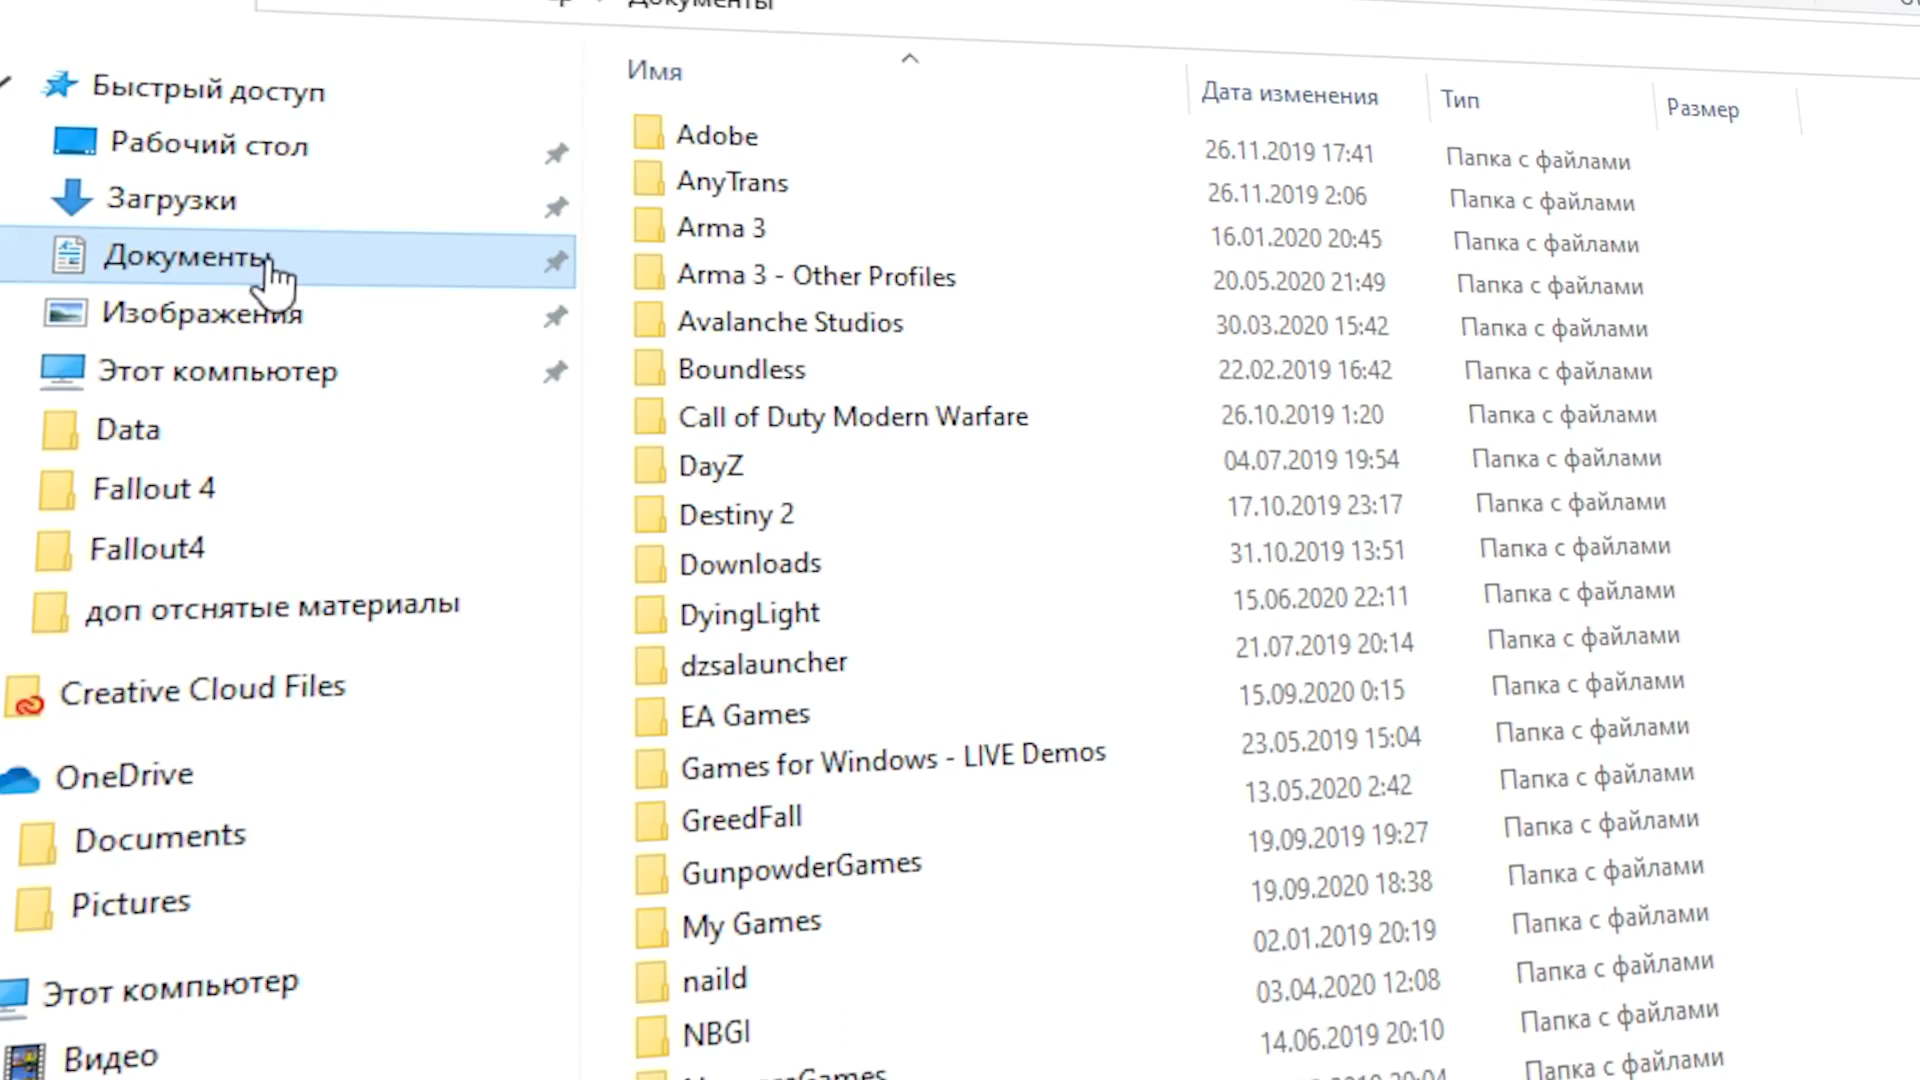 Документы
Быстрый доступ
Рабочий стол
Загрузки
Документы
Изображения
Этот компьютер
Data
Fallout 4
Fallout4
доп отснятые материалы
Creative Cloud Files
OneDrive
Documents
Pictures
Этот компьютер
Видео
Имя Дата изменения Тип Размер
Adobe 26.11.2019 17:41 Папка с файлами
AnyTrans 26.11.2019 2:06 Папка с файлами
Arma 3 16.01.2020 20:45 Папка с файлами
Arma 3 - Other Profiles 20.05.2020 21:49 Папка с файлами
Avalanche Studios 30.03.2020 15:42 Папка с файлами
Boundless 22.02.2019 16:42 Папка с файлами
Call of Duty Modern Warfare 26.10.2019 1:20 Папка с файлами
DayZ 04.07.2019 19:54 Папка с файлами
Destiny 2 17.10.2019 23:17 Папка с файлами
Downloads 31.10.2019 13:51 Папка с файлами
DyingLight 15.06.2020 22:11 Папка с файлами
dzsalauncher 21.07.2019 20:14 Папка с файлами
EA Games 15.09.2020 0:15 Папка с файлами
Games for Windows - LIVE Demos 23.05.2019 15:04 Папка с файлами
GreedFall 13.05.2020 2:42 Папка с файлами
GunpowderGames 19.09.2019 19:27 Папка с файлами
My Games 19.09.2020 18:38 Папка с файлами
naild 02.01.2019 20:19 Папка с файлами
NBGI 03.04.2020 12:08 Папка с файлами
14.06.2019 20:10 Папка с файлами
Папка с файлами